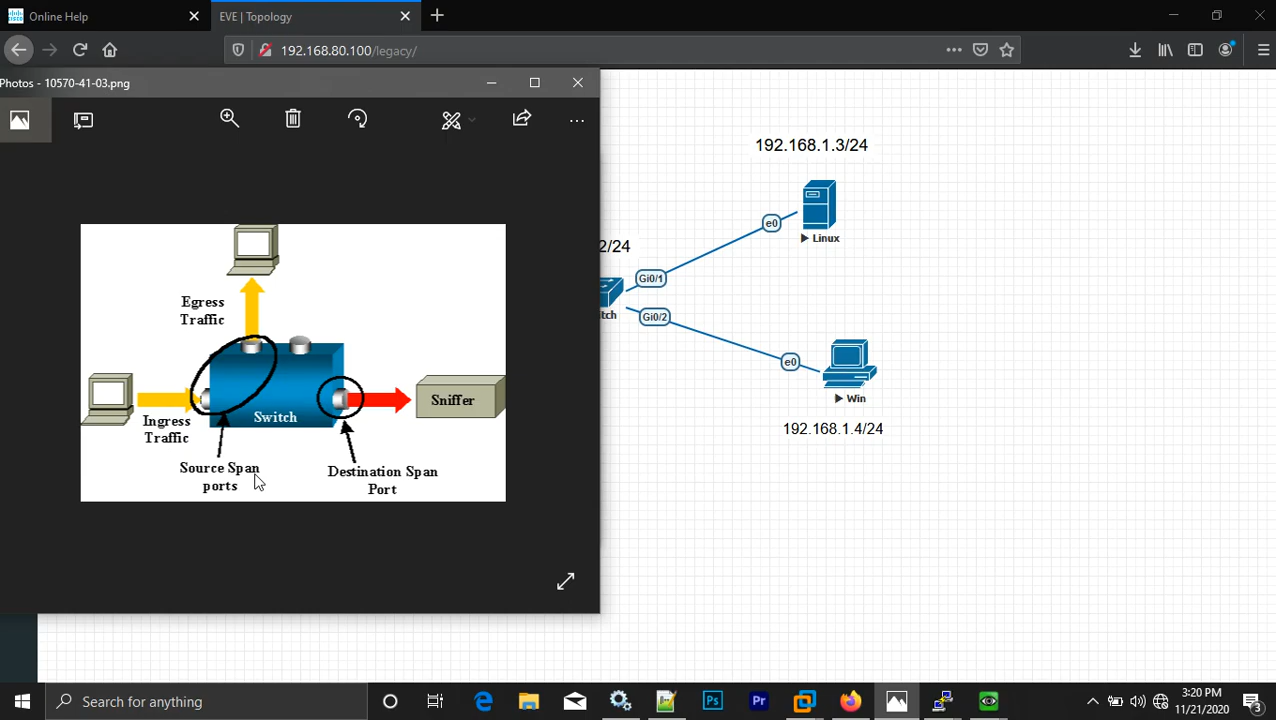 Online Help
EVE | Topology
192.168.80.100/legacy/
Photos - 10570-41-03.png
Egress
Traffic
Ingress
Traffic
Switch
Sniffer
Source Span
ports
Destination Span
Port
192.168.1.3/24
e0
Linux
2/24
Gi0/1
itch
Gi0/2
e0
Win
192.168.1.4/24
Search for anything
3:20 PM
11/21/2020
3